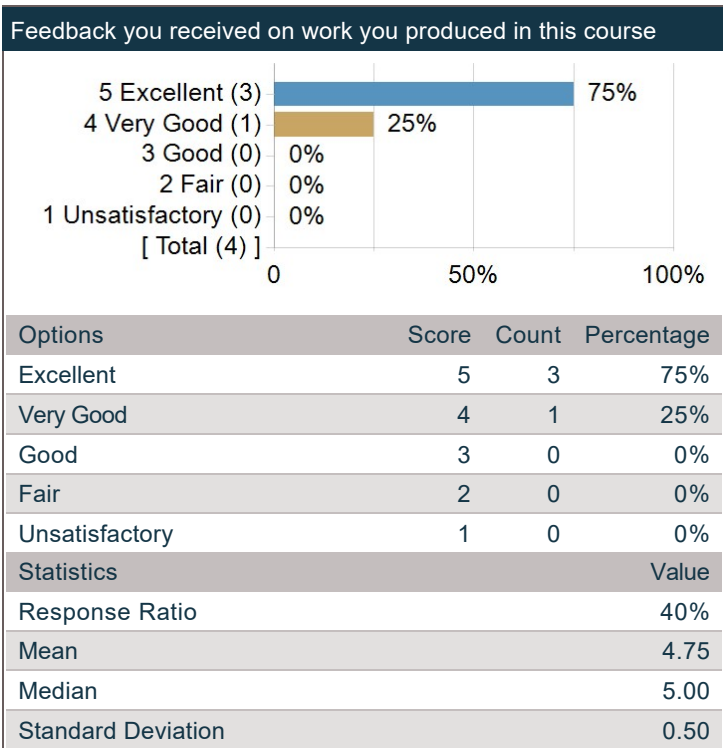 Feedback you received on work you produced in this course
5 Excellent (3) 75%
4 Very Good (1) 25%
3 Good (0) 0%
2 Fair (0) 0%
1 Unsatisfactory (0) 0%
[ Total (4) ]
0 50% 100%
Options Score Count Percentage
Excellent 5 3 75%
Very Good 4 1 25%
Good 3 0 0%
Fair 2 0 0%
Unsatisfactory 1 0 0%
Statistics Value
Response Ratio 40%
Mean 4.75
Median 5.00
Standard Deviation 0.50